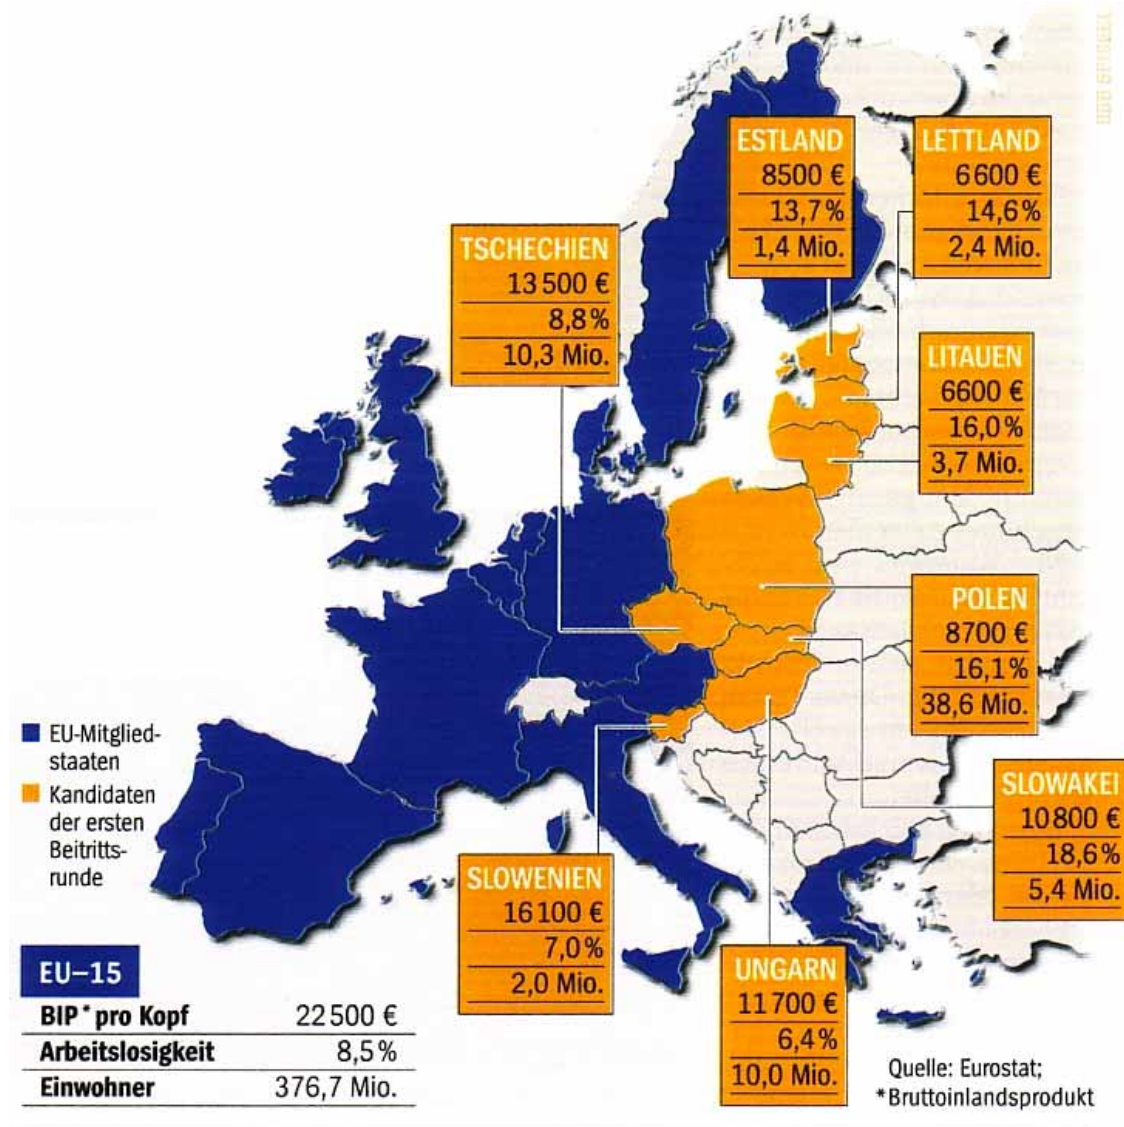 DER SPIEGEL
ESTLAND
8500 €
13,7%
1,4 Mio.
LETTLAND
6600 €
14,6%
2,4 Mio.
TSCHECHIEN
13500 €
8,8%
10,3 Mio.
LITAUEN
6600 €
16,0%
3,7 Mio.
POLEN
8700 €
16,1%
38,6 Mio.
SLOWAKEI
10800 €
18,6%
5,4 Mio.
SLOWENIEN
16100 €
7,0%
2,0 Mio.
UNGARN
11700 €
6,4%
10,0 Mio.
EU-Mitglied-
staaten
Kandidaten
der ersten
Beitritts-
runde
EU–15
BIP* pro Kopf 22500 €
Arbeitslosigkeit 8,5%
Einwohner 376,7 Mio.
Quelle: Eurostat;
*Bruttoinlandsprodukt